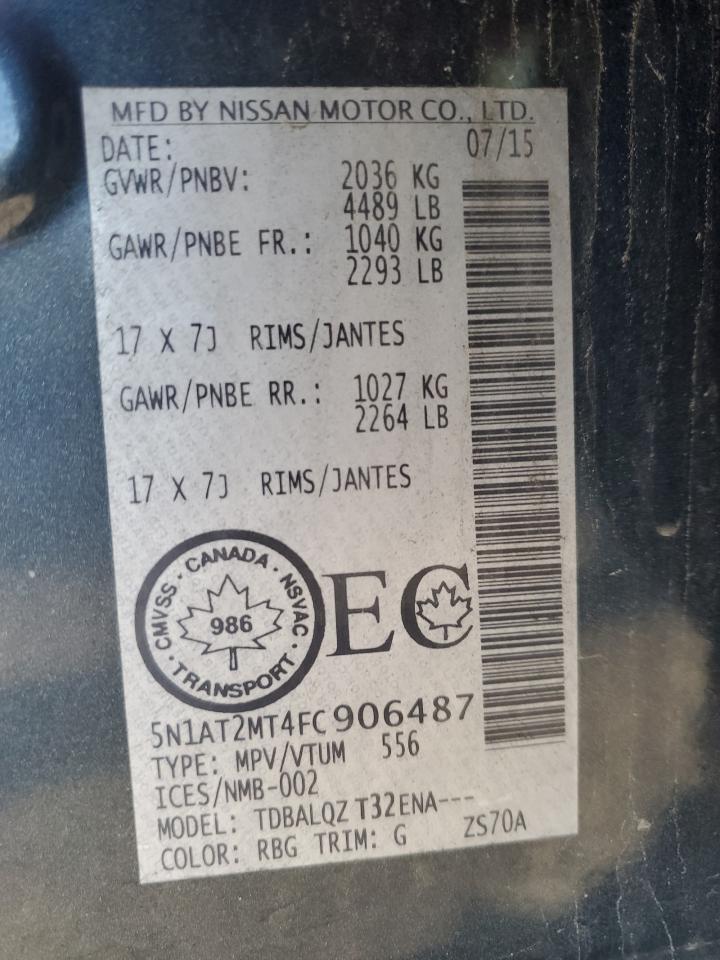 MFD BY NISSAN MOTOR CO., LTD.
DATE: 07/15
GVWR/PNBV: 2036 KG
4489 LB
GAWR/PNBE FR.: 1040 KG
2293 LB
17 X 7J RIMS/JANTES
GAWR/PNBE RR.: 1027 KG
2264 LB
17 X 7J RIMS/JANTES
CMVSS · CANADA · NSVAC · TRANSPORT ·
986
EC
5N1AT2MT4FC906487
TYPE: MPV/VTUM 556
ICES/NMB-002
MODEL: TDBALQZ T32ENA---
COLOR: RBG TRIM: G ZS70A